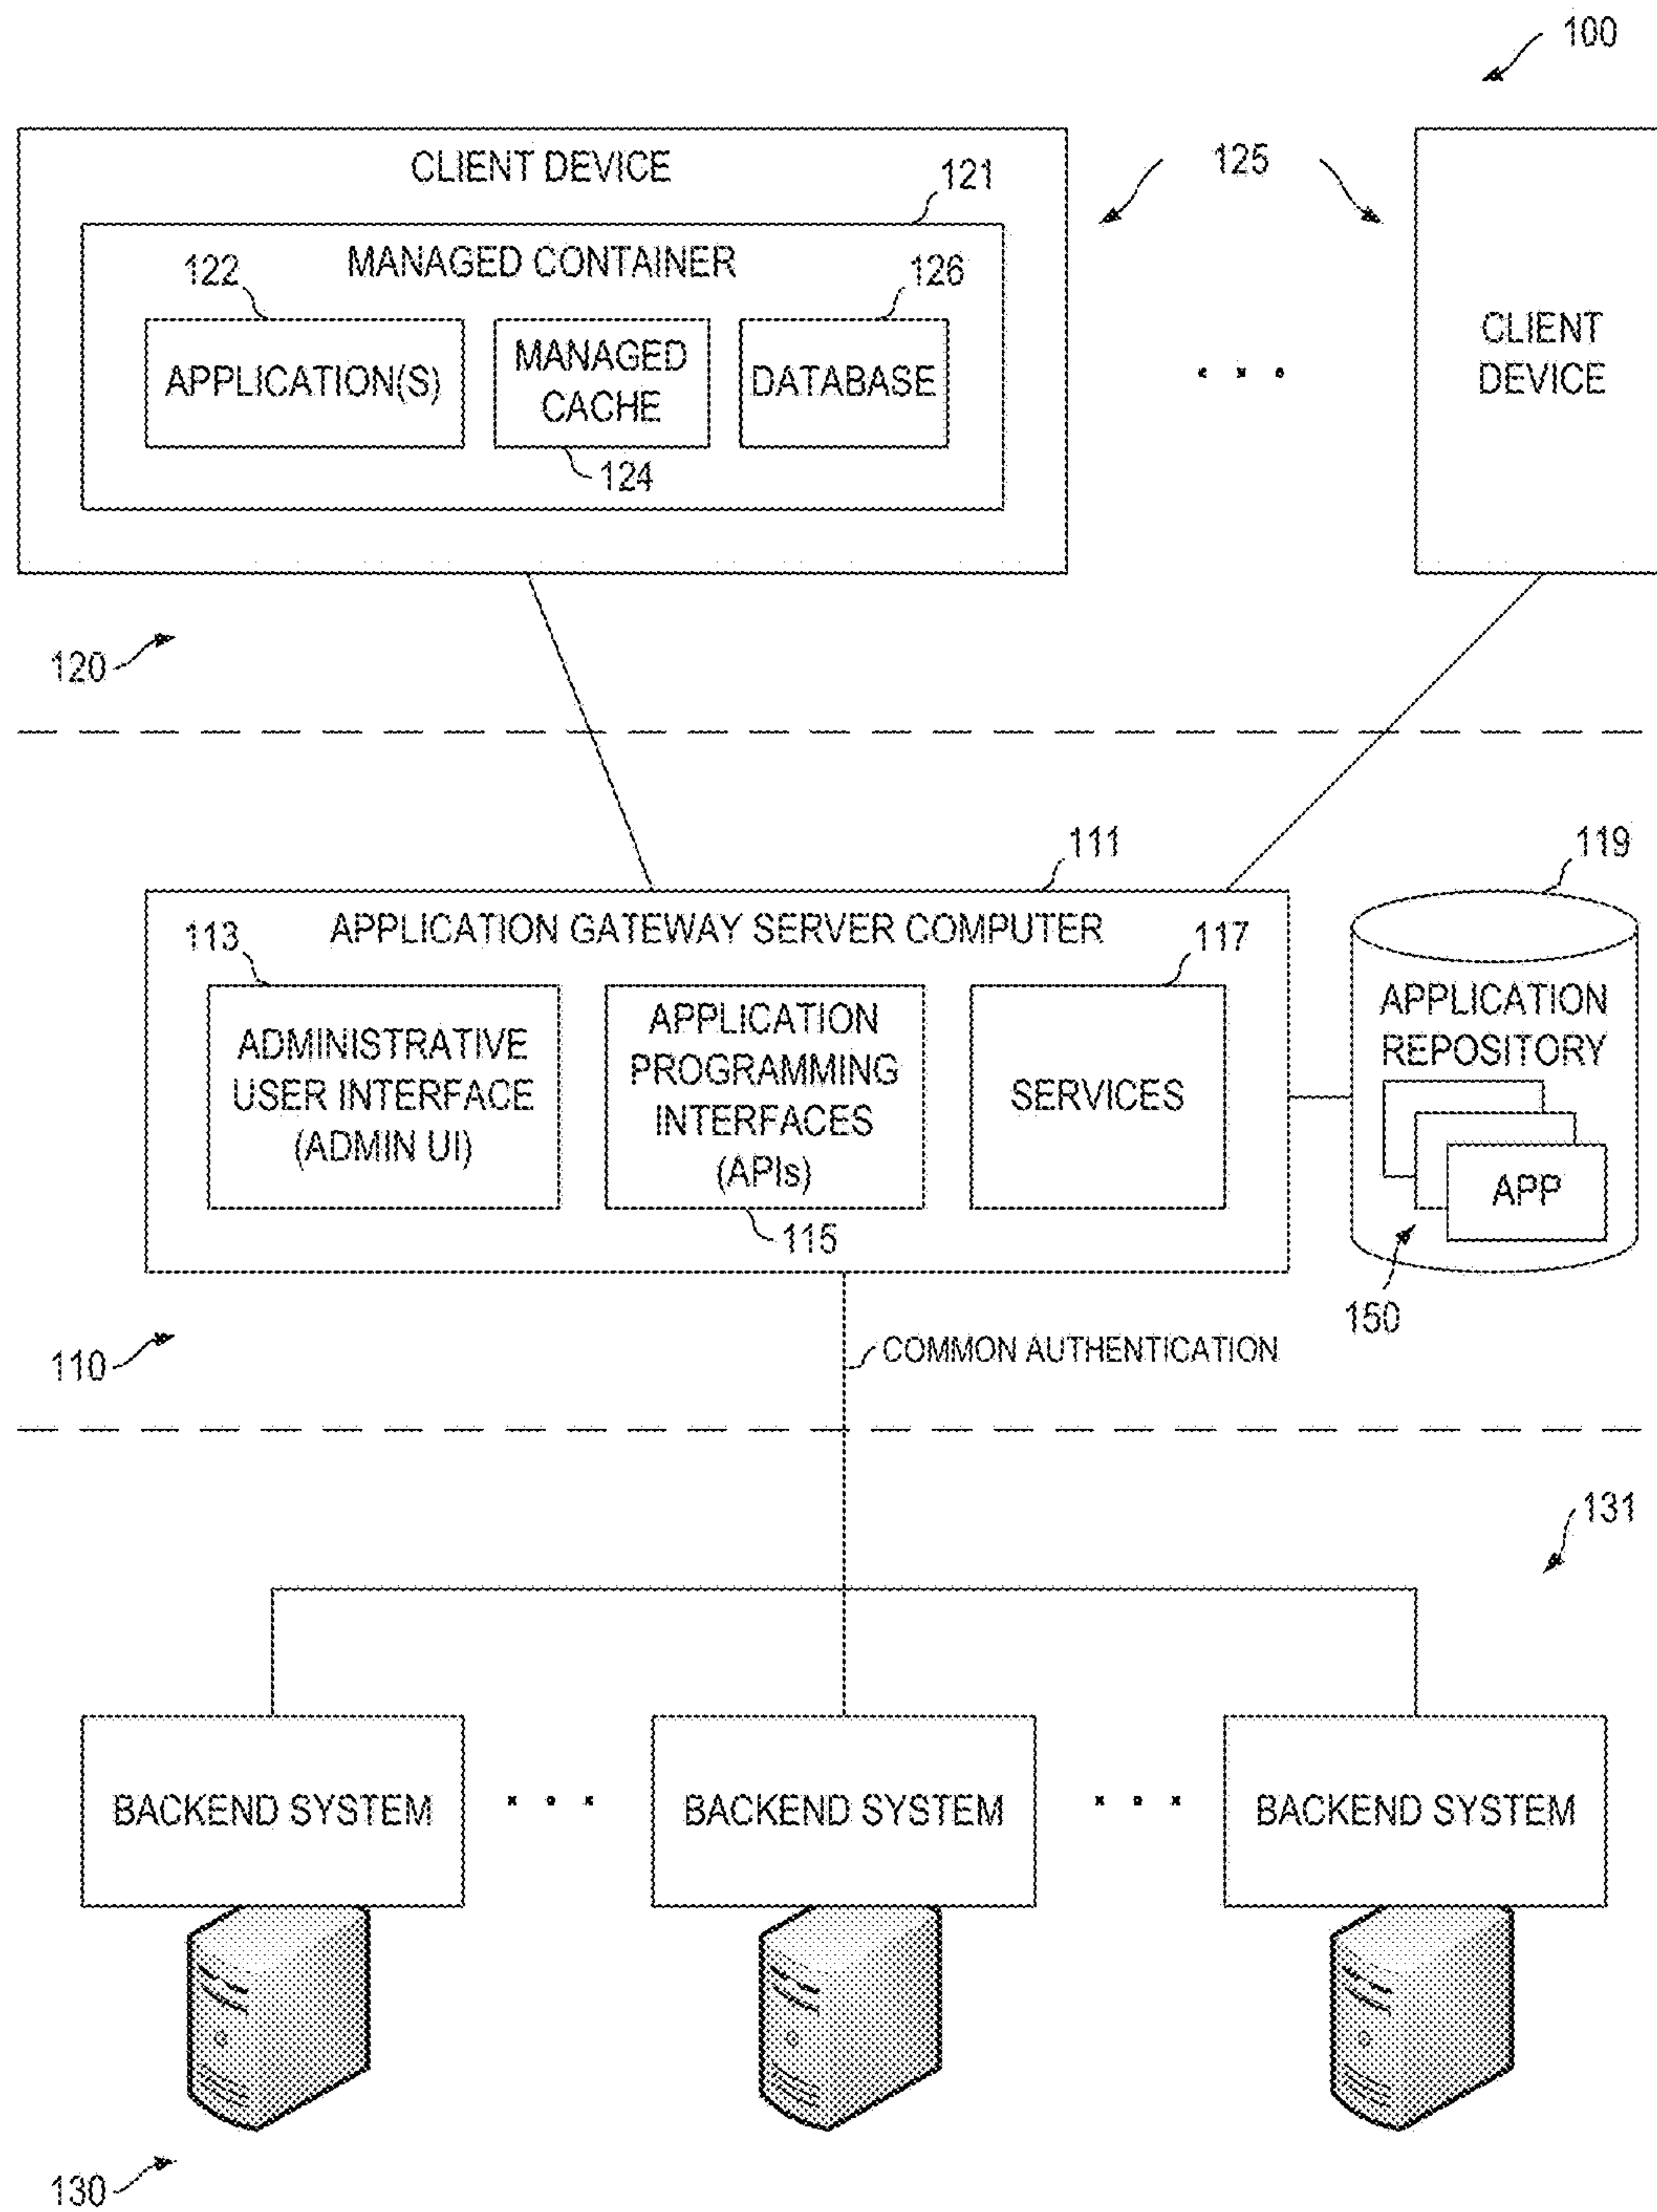 100
CLIENT DEVICE
125
121
MANAGED CONTAINER
122
126
APPLICATION(S)
MANAGED
CACHE
DATABASE
124
CLIENT
DEVICE
120
111
119
APPLICATION GATEWAY SERVER COMPUTER
113
117
ADMINISTRATIVE
USER INTERFACE
(ADMIN UI)
APPLICATION
PROGRAMMING
INTERFACES
(APIs)
115
SERVICES
APPLICATION
REPOSITORY
APP
150
110
COMMON AUTHENTICATION
131
BACKEND SYSTEM
BACKEND SYSTEM
BACKEND SYSTEM
130